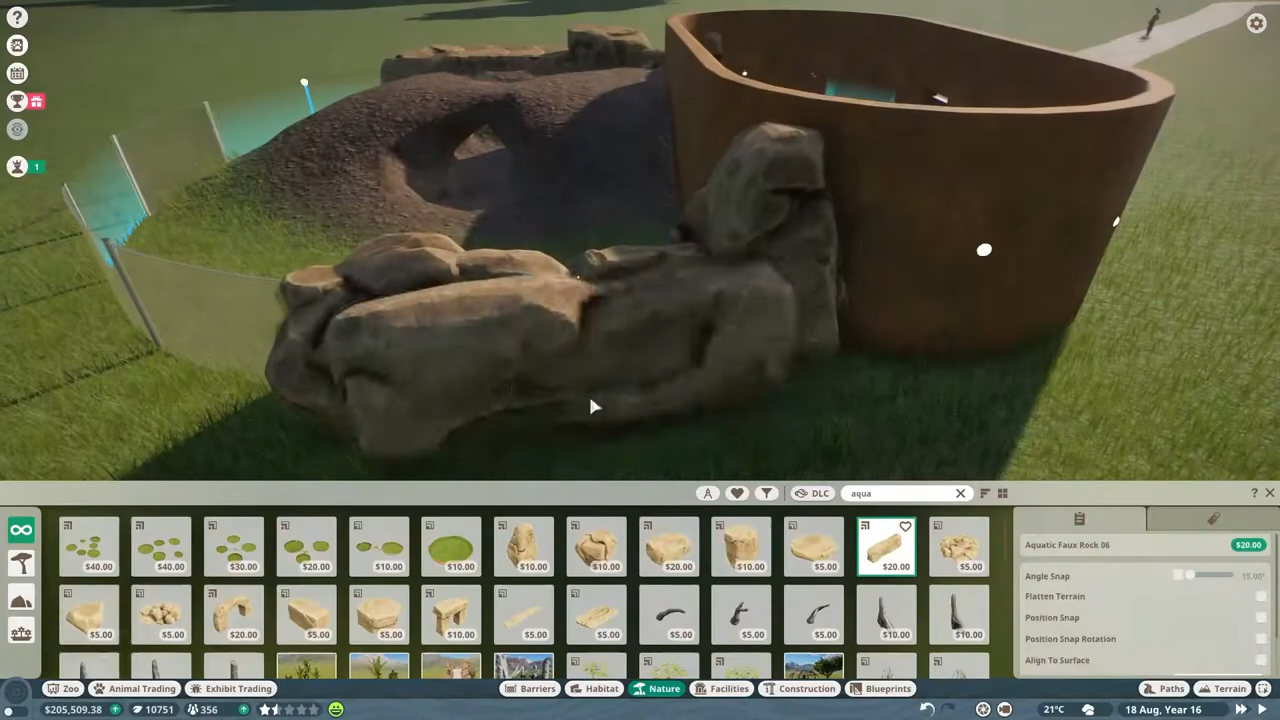 ?
1
DLC
aqua
?
$40.00 $40.00 $30.00 $20.00 $10.00 $10.00 $10.00 $10.00 $20.00 $10.00 $5.00 $20.00 $5.00
$5.00 $5.00 $20.00 $5.00 $5.00 $10.00 $5.00 $5.00 $5.00 $5.00 $5.00 $10.00 $10.00
Aquatic Faux Rock 06 $20.00
Angle Snap 15.00°
Flatten Terrain
Position Snap
Position Snap Rotation
Align To Surface
Zoo Animal Trading Exhibit Trading Barriers Habitat Nature Facilities Construction Blueprints Paths Terrain
$205,509.38 10751 356 21°C 18 Aug, Year 16